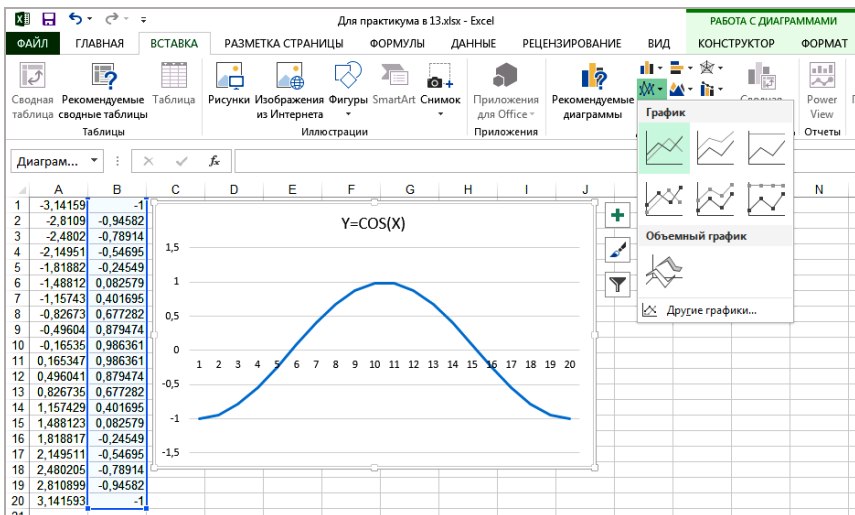 Для практикума в 13.xlsx - Excel
РАБОТА С ДИАГРАММАМИ
ФАЙЛ ГЛАВНАЯ ВСТАВКА РАЗМЕТКА СТРАНИЦЫ ФОРМУЛЫ ДАННЫЕ РЕЦЕНЗИРОВАНИЕ ВИД КОНСТРУКТОР ФОРМАТ
Сводная Рекомендуемые Таблица Рисунки Изображения Фигуры SmartArt Снимок Приложения Рекомендуемые Power
таблица сводные таблицы из Интернета для Office диаграммы View
Таблицы Иллюстрации Приложения Отчеты
График
Объемный график
Другие графики...
Диаграм... fx
A B C D E F G H I J N
1 -3,14159 -1
2 -2,8109 -0,94582
3 -2,4802 -0,78914
4 -2,14951 -0,54695
5 -1,81882 -0,24549
6 -1,48812 0,082579
7 -1,15743 0,401695
8 -0,82673 0,677282
9 -0,49604 0,879474
10 -0,16535 0,986361
11 0,165347 0,986361
12 0,496041 0,879474
13 0,826735 0,677282
14 1,157429 0,401695
15 1,488123 0,082579
16 1,818817 -0,24549
17 2,149511 -0,54695
18 2,480205 -0,78914
19 2,810899 -0,94582
20 3,141593 -1
Y=COS(X)
1,5
1
0,5
0
1 2 3 4 5 6 7 8 9 10 11 12 13 14 15 16 17 18 19 20
-0,5
-1
-1,5